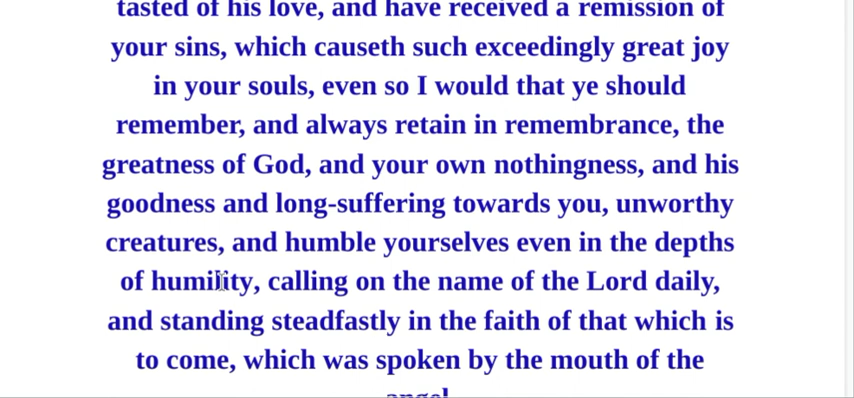 tasted of his love, and have received a remission of
your sins, which causeth such exceedingly great joy
in your souls, even so I would that ye should
remember, and always retain in remembrance, the
greatness of God, and your own nothingness, and his
goodness and long-suffering towards you, unworthy
creatures, and humble yourselves even in the depths
of humility, calling on the name of the Lord daily,
and standing steadfastly in the faith of that which is
to come, which was spoken by the mouth of the
angel